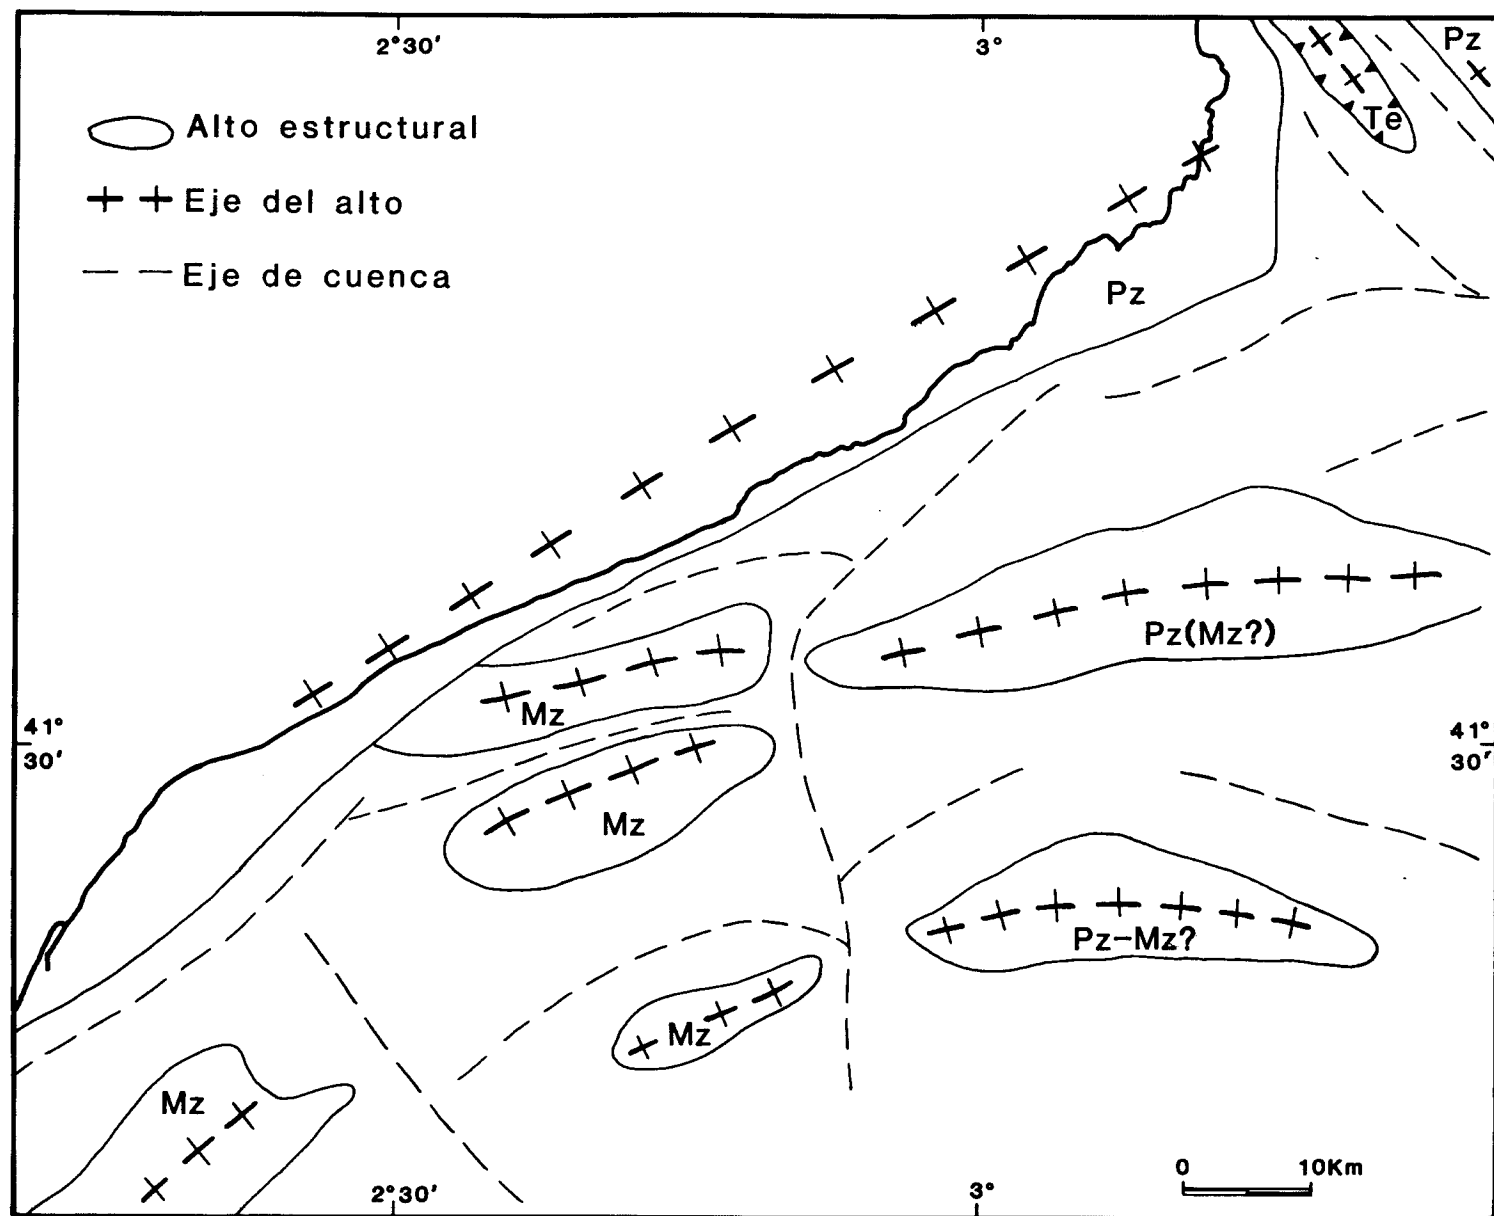 2°30'
3°
Pz
Alto estructural
Te
Eje del alto
Eje de cuenca
Pz
Pz(Mz?)
Mz
41°
30'
41°
30'
Mz
Pz-Mz?
Mz
Mz
0 10Km
2°30'
3°